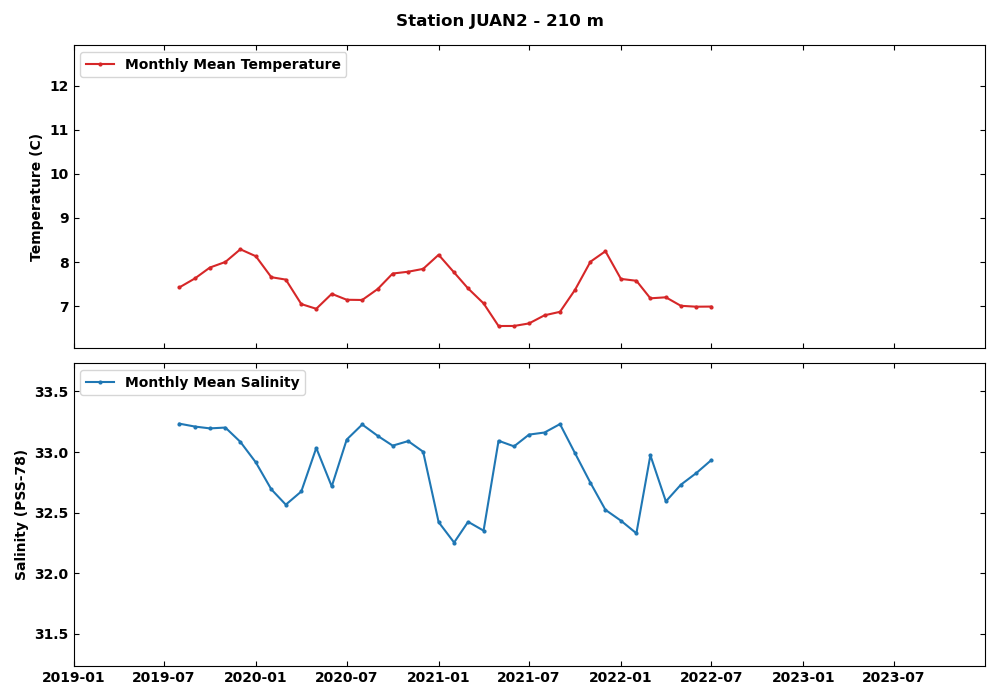 Station JUAN2 - 210 m
Monthly Mean Temperature
Temperature (C)
12
11
10
9
8
7
Monthly Mean Salinity
Salinity (PSS-78)
33.5
33.0
32.5
32.0
31.5
2019-01 2019-07 2020-01 2020-07 2021-01 2021-07 2022-01 2022-07 2023-01 2023-07